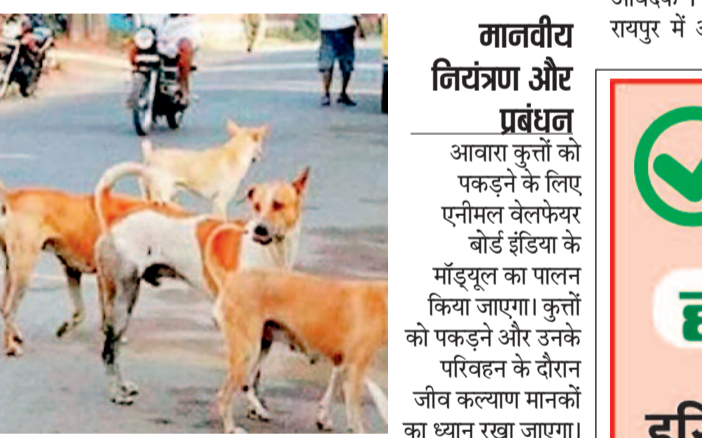 मानवीय
नियंत्रण और
प्रबंधन
आवारा कुत्तों को
पकड़ने के लिए
एनीमल वेलफेयर
बोर्ड इंडिया के
मॉड्यूल का पालन
किया जाएगा। कुत्तों
को पकड़ने और उनके
परिवहन के दौरान
जीव कल्याण मानकों
का ध्यान रखा जाएगा।
रायपुर में